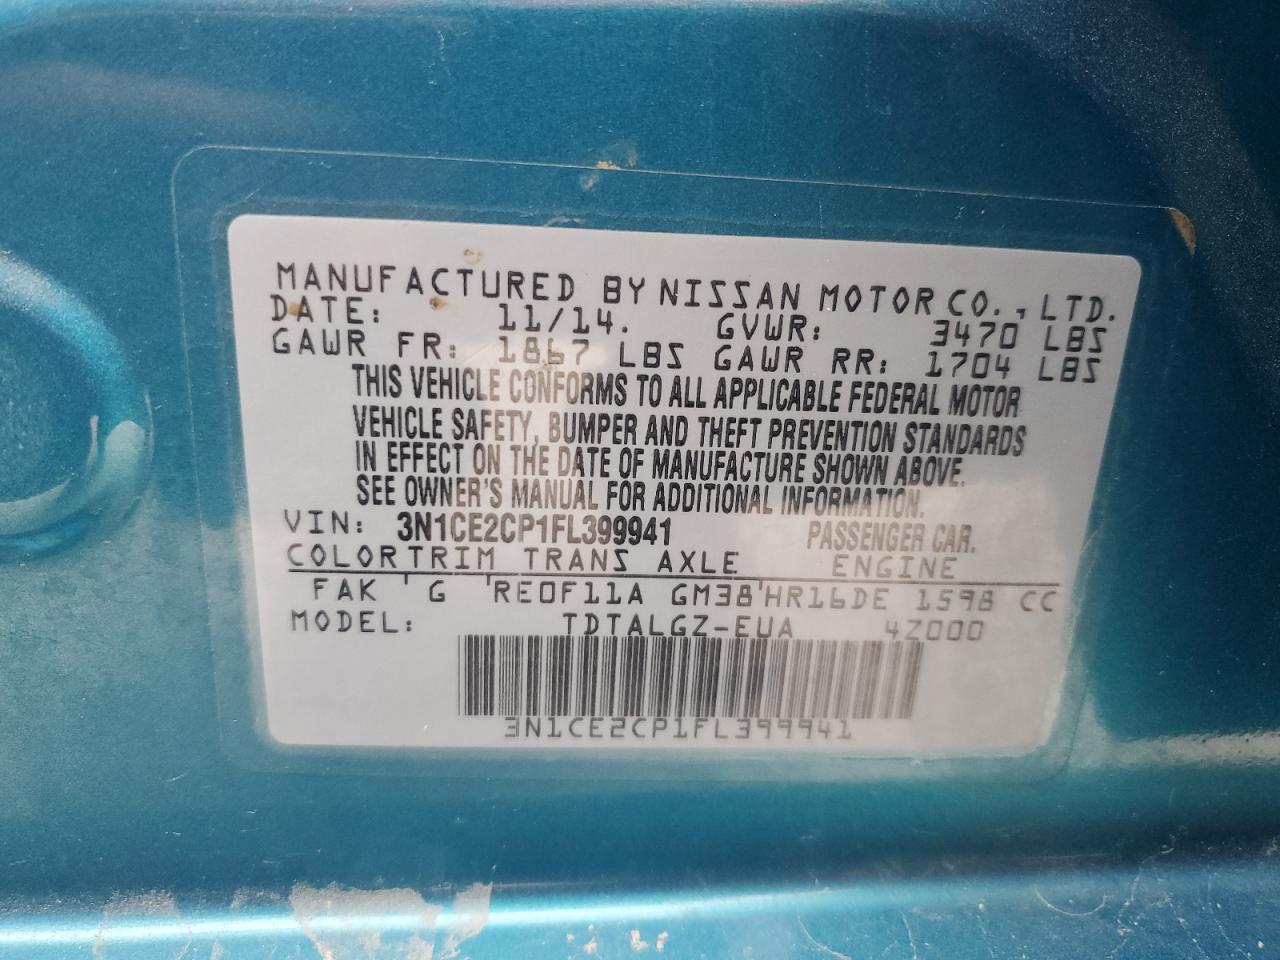 MANUFACTURED BY NISSAN MOTOR CO., LTD.
DATE: 11/14. GVWR: 3470 LBS
GAWR FR: 1867 LBS GAWR RR: 1704 LBS
THIS VEHICLE CONFORMS TO ALL APPLICABLE FEDERAL MOTOR
VEHICLE SAFETY, BUMPER AND THEFT PREVENTION STANDARDS
IN EFFECT ON THE DATE OF MANUFACTURE SHOWN ABOVE.
SEE OWNER'S MANUAL FOR ADDITIONAL INFORMATION.
VIN: 3N1CE2CP1FL399941 PASSENGER CAR.
COLOR TRIM TRANS AXLE ENGINE
FAK ' G 'RE0F11A GM38'HR16DE 1598 CC
MODEL: TDTALGZ-EUA 4Z000
3N1CE2CP1FL399941